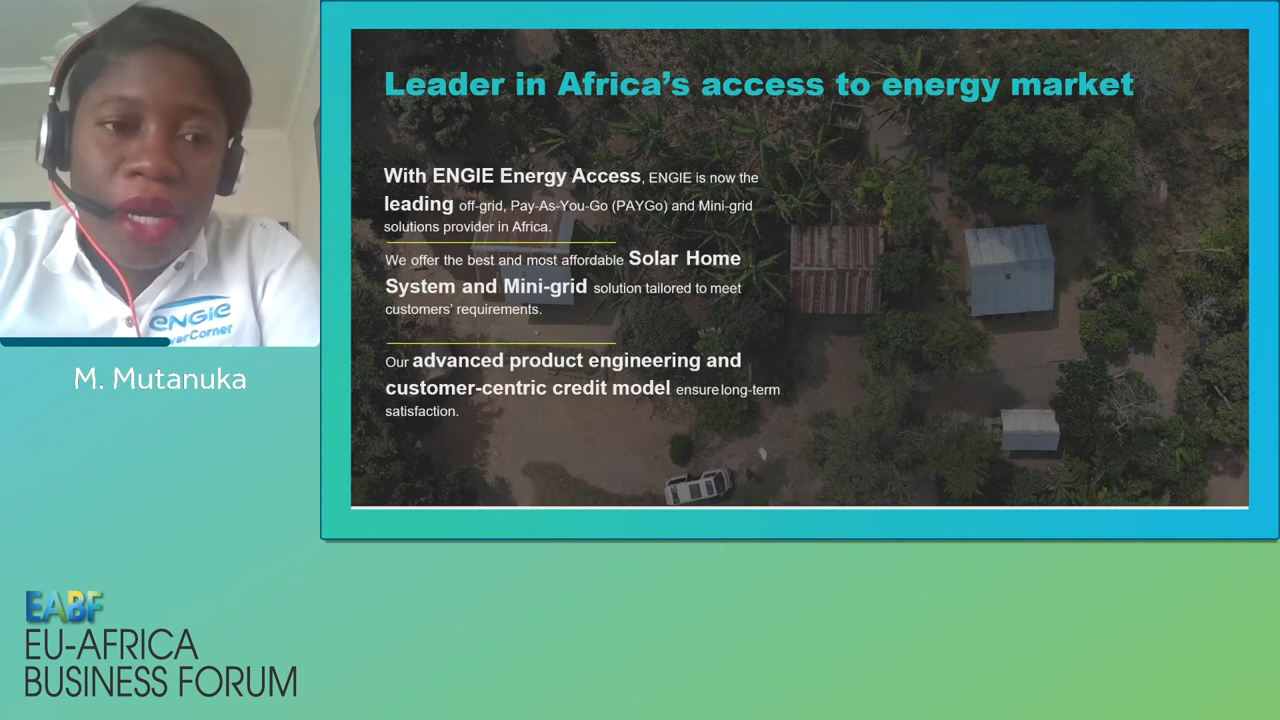 ENGIE
M. Mutanuka
Leader in Africa's access to energy market
With ENGIE Energy Access, ENGIE is now the
leading off-grid, Pay-As-You-Go (PAYGo) and Mini-grid
solutions provider in Africa.
We offer the best and most affordable Solar Home
System and Mini-grid solution tailored to meet
customers' requirements.
Our advanced product engineering and
customer-centric credit model ensure long-term
satisfaction.
EABF
EU-AFRICA
BUSINESS FORUM